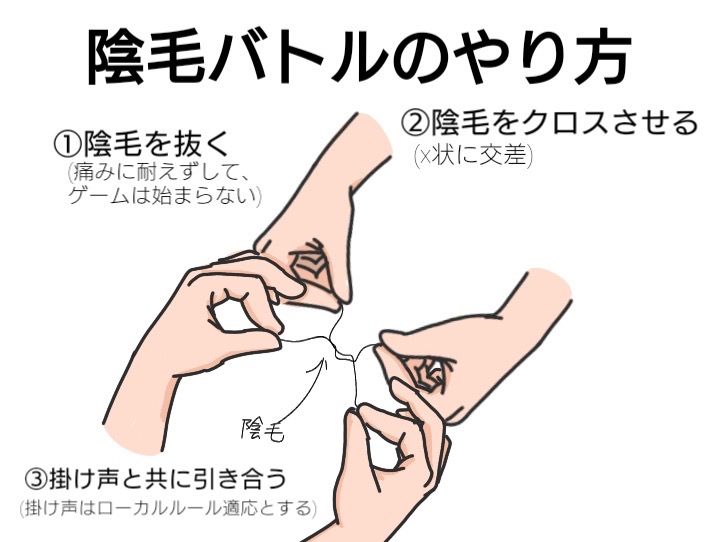 陰毛バトルのやり方
①陰毛を抜く
(痛みに耐えずして、
ゲームは始まらない)
②陰毛をクロスさせる
(x状に交差)
陰毛
③掛け声と共に引き合う
(掛け声はローカルルール適応とする)